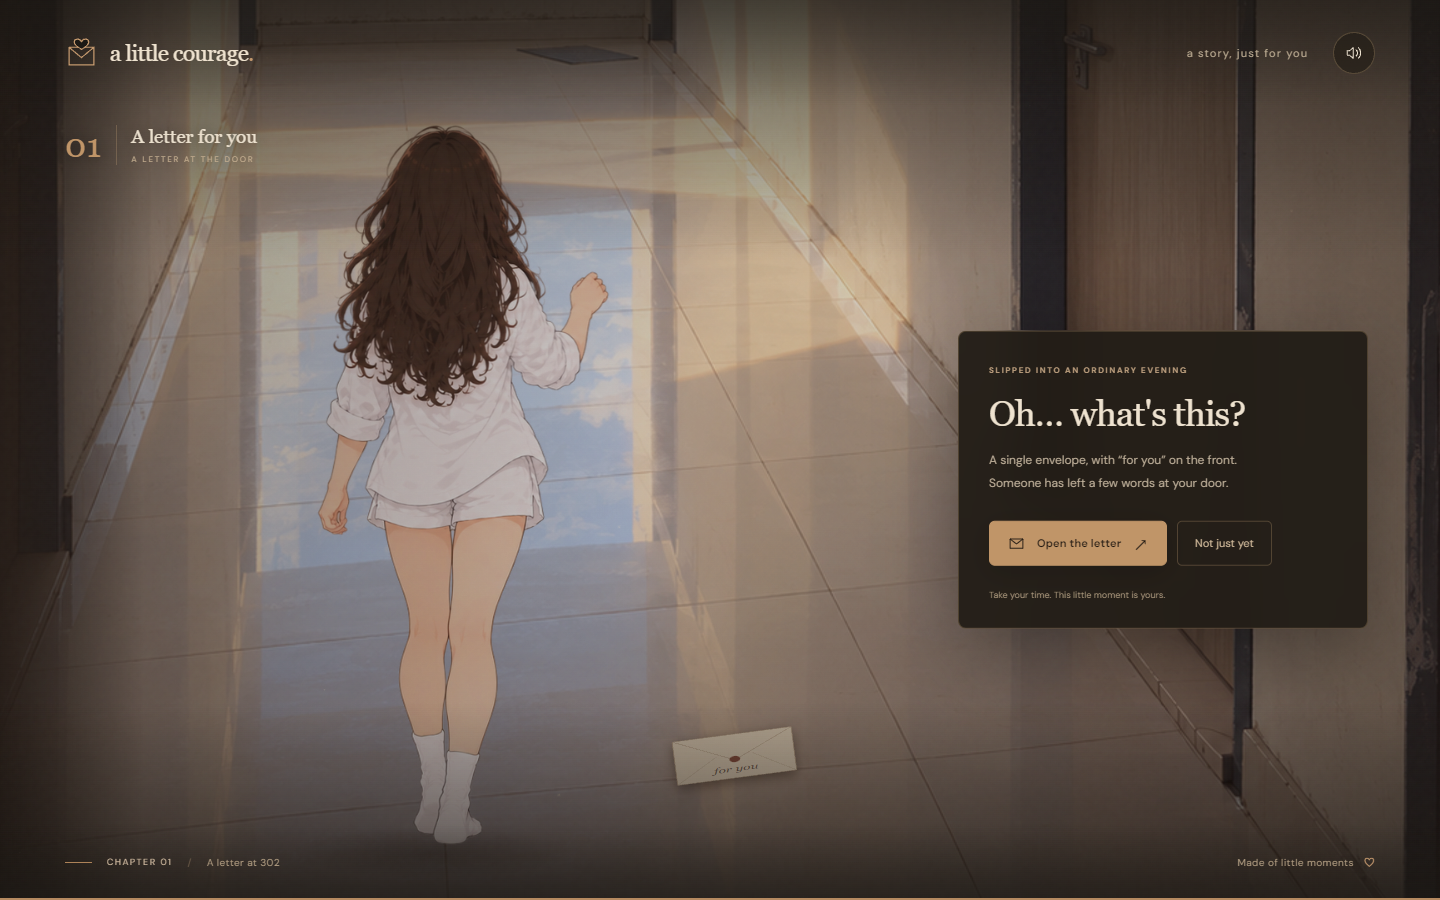 a little courage.
a story, just for you
01
A letter for you
A LETTER AT THE DOOR
SLIPPED INTO AN ORDINARY EVENING
Oh... what's this?
A single envelope, with “for you” on the front.
Someone has left a few words at your door.
Open the letter ↗
Not just yet
Take your time. This little moment is yours.
for you
CHAPTER 01 / A letter at 302
Made of little moments